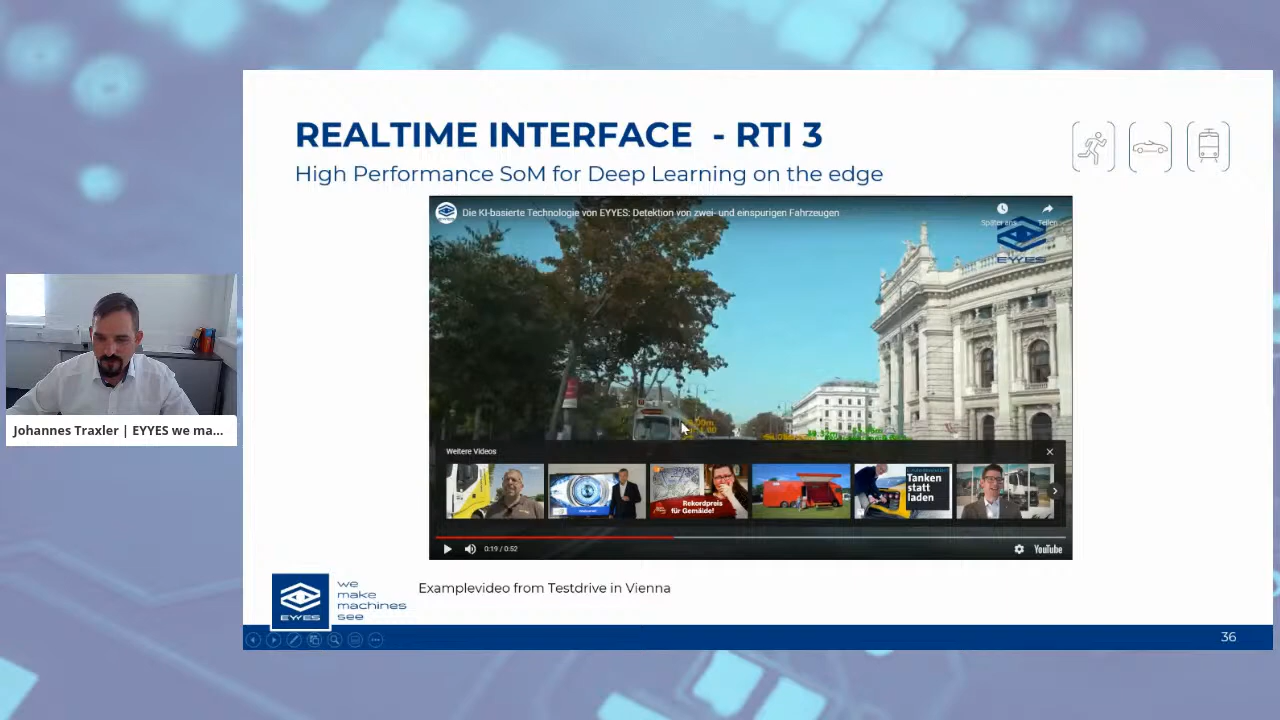 REALTIME INTERFACE - RTI 3
High Performance SoM for Deep Learning on the edge
Die KI-basierte Technologie von EYYES: Detektion von zwei- und einspurigen Fahrzeugen
Teilen
EYYES
Weitere Videos
Rekordpreis
für Gemälde!
Tanken
statt
laden
0:19 / 0:52
YouTube
Johannes Traxler | EYYES we ma...
Examplevideo from Testdrive in Vienna
EYYES
we
make
machines
see
36